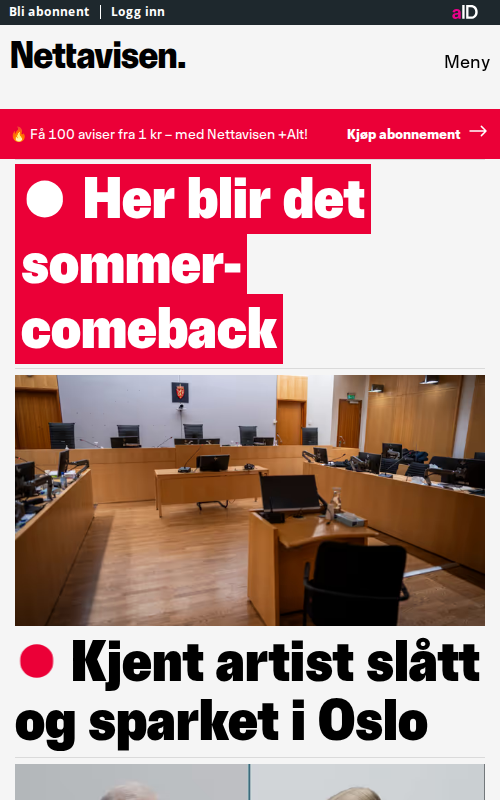 Bli abonnent Logg inn aID
Nettavisen.
Meny
🔥 Få 100 aviser fra 1 kr – med Nettavisen +Alt! Kjøp abonnement →
Her blir det
sommer-
comeback
Kjent artist slått
og sparket i Oslo